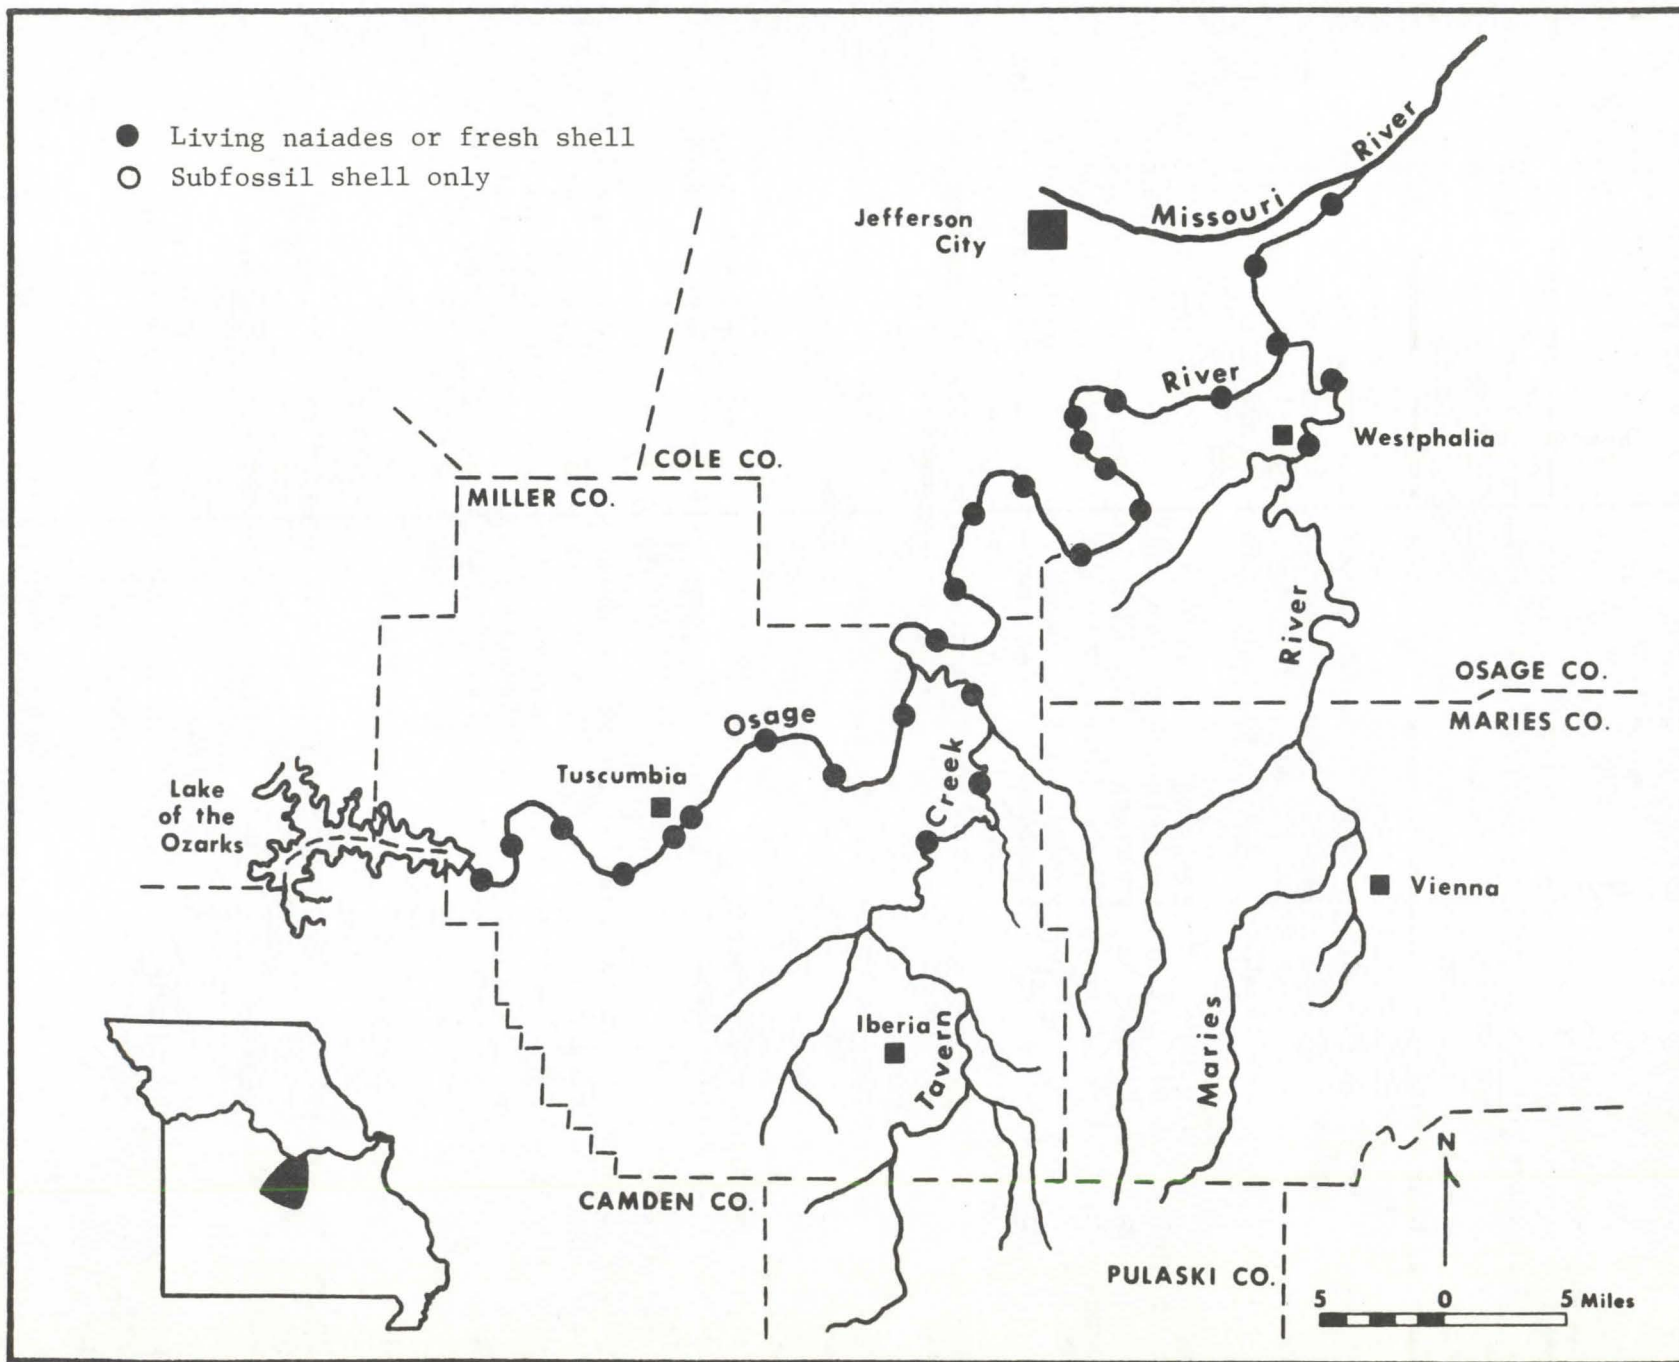 Living naiades or fresh shell
Subfossil shell only
Jefferson
City
Missouri River
River
Westphalia
COLE CO.
MILLER CO.
River
OSAGE CO.
MARIES CO.
Osage
Tuscumbia
Creek
Lake
of the
Ozarks
Vienna
Iberia
Tavern
Maries
N
CAMDEN CO.
PULASKI CO.
5 0 5 Miles